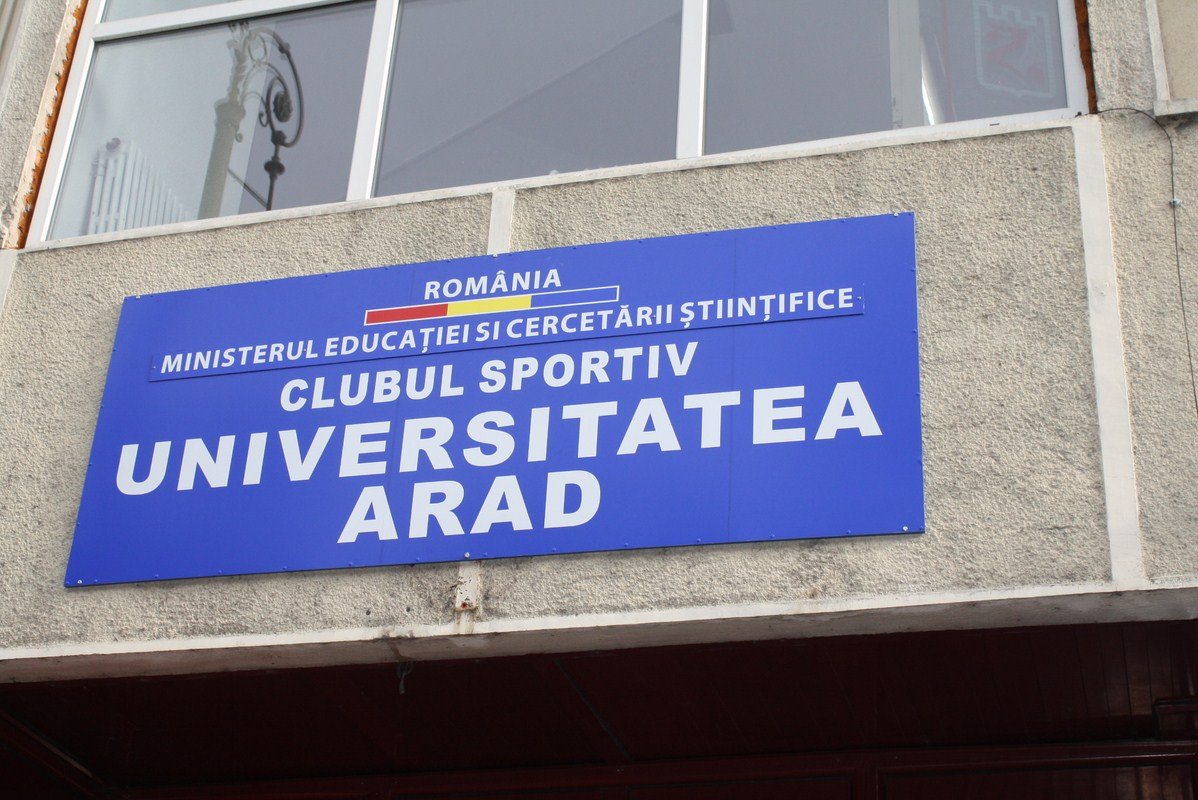 ROMÂNIA
MINISTERUL EDUCAȚIEI SI CERCETĂRII ȘTIINȚIFICE
CLUBUL SPORTIV
UNIVERSITATEA
ARAD